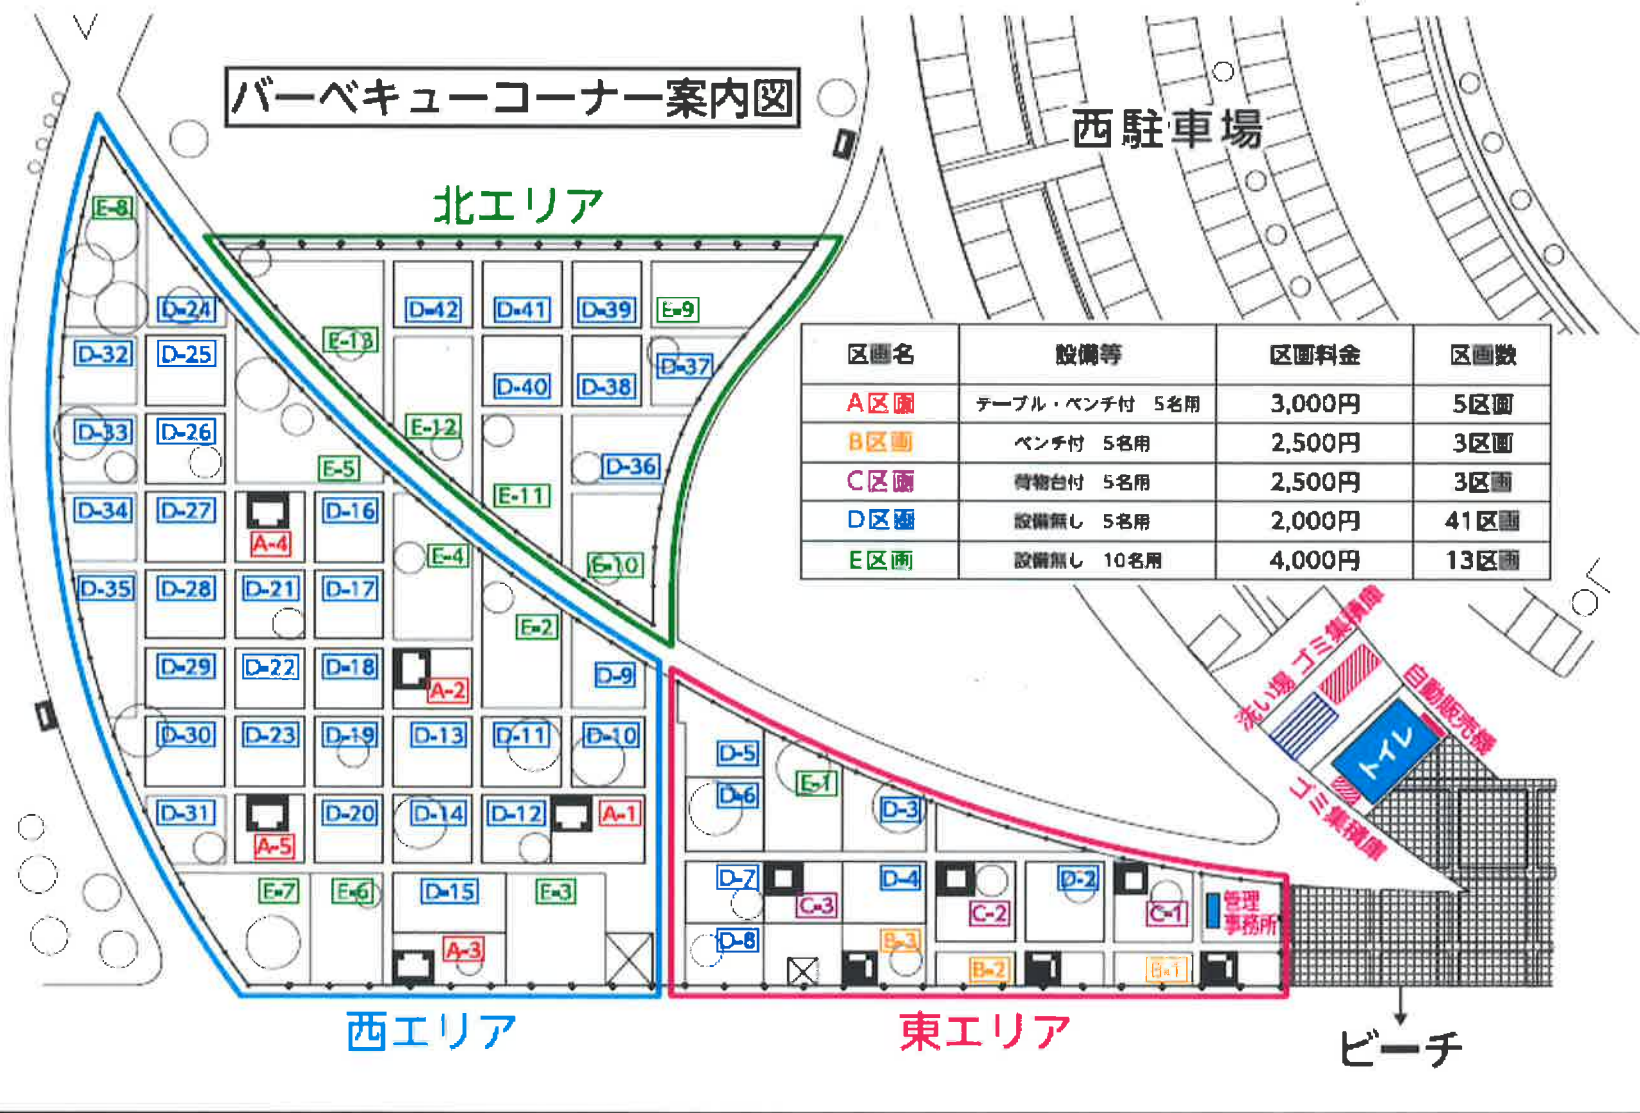 バーベキューコーナー案内図
西駐車場
北エリア
E-8
D-24
D-42
D-41
D-39
E-9
E-13
D-32
D-25
D-40
D-38
D-37
D-33
D-26
E-12
E-5
D-36
E-11
D-34
D-27
A-4
D-16
E-4
E-10
D-35
D-28
D-21
D-17
E-2
D-29
D-22
D-18
A-2
D-9
D-30
D-23
D-19
D-13
D-11
D-10
D-31
A-5
D-20
D-14
D-12
A-1
E-7
E-6
D-15
E-3
A-3
D-5
D-6
E-1
D-3
D-7
C-3
D-4
C-2
D-2
C-1
管理
事務所
D-8
B-3
B-2
B-1
区画名 設備等 区画料金 区画数
A区画 テーブル・ベンチ付 5名用 3,000円 5区画
B区画 ベンチ付 5名用 2,500円 3区画
C区画 荷物台付 5名用 2,500円 3区画
D区画 設備無し 5名用 2,000円 41区画
E区画 設備無し 10名用 4,000円 13区画
ゴミ集積庫
洗い場
自動販売機
トイレ
ゴミ集積庫
西エリア
東エリア
ビーチ